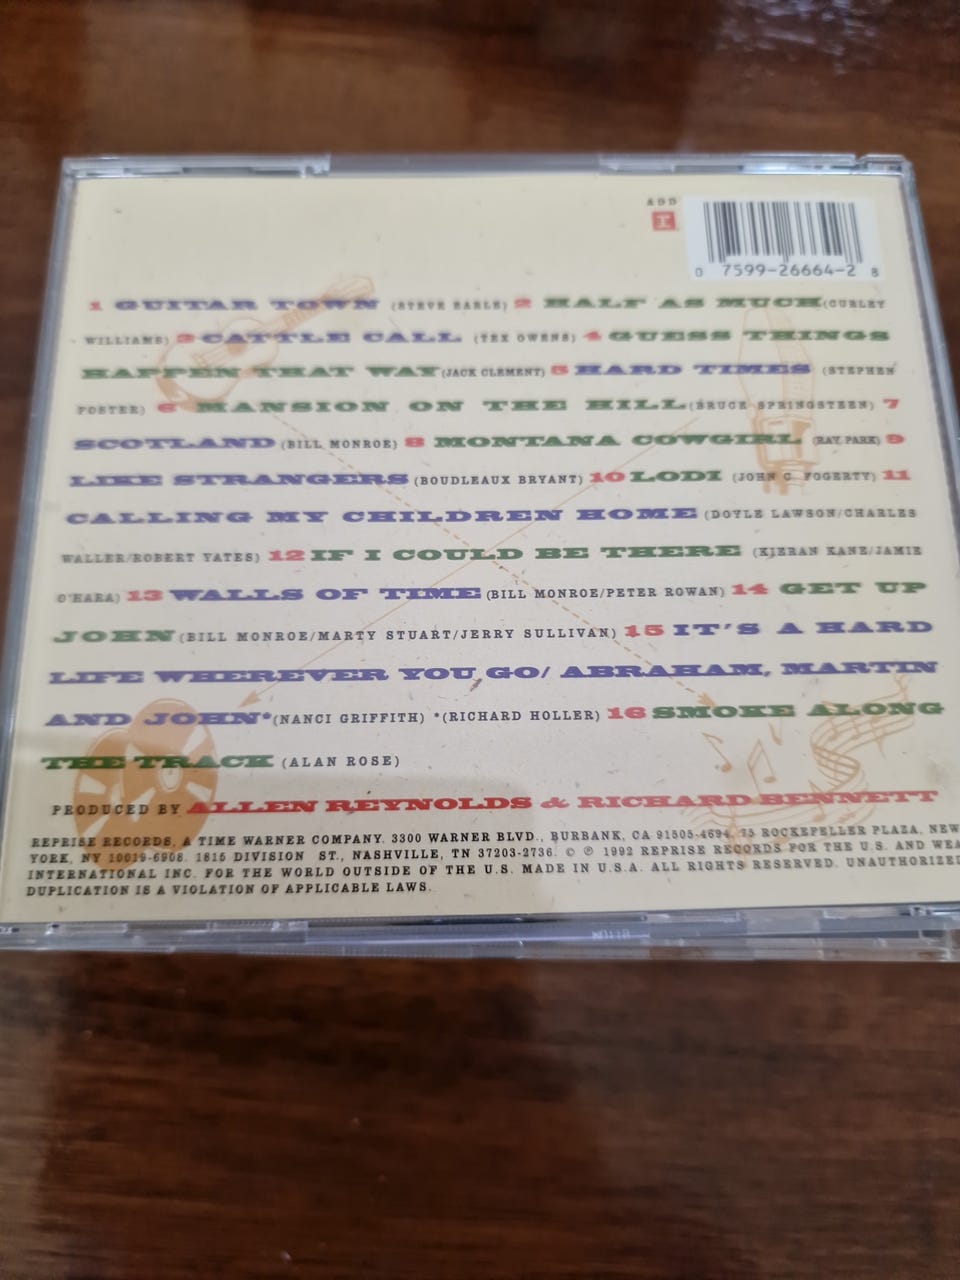 ADD
r
0 7599-26664-2 8
1 GUITAR TOWN (STEVE EARLE) 2 HALF AS MUCH (CURLEY
WILLIAMS) 3 CATTLE CALL (TEX OWENS) 4 GUESS THINGS
HAPPEN THAT WAY (JACK CLEMENT) 5 HARD TIMES (STEPHEN
FOSTER) 6 MANSION ON THE HILL (BRUCE SPRINGSTEEN) 7
SCOTLAND (BILL MONROE) 8 MONTANA COWGIRL (RAY PARK) 9
LIKE STRANGERS (BOUDLEAUX BRYANT) 10 LODI (JOHN C. FOGERTY) 11
CALLING MY CHILDREN HOME (DOYLE LAWSON/CHARLES
WALLER/ROBERT YATES) 12 IF I COULD BE THERE (KIERAN KANE/JAMIE
O'HARA) 13 WALLS OF TIME (BILL MONROE/PETER ROWAN) 14 GET UP
JOHN (BILL MONROE/MARTY STUART/JERRY SULLIVAN) 15 IT'S A HARD
LIFE WHEREVER YOU GO/ ABRAHAM, MARTIN
AND JOHN* (NANCI GRIFFITH) *(RICHARD HOLLER) 16 SMOKE ALONG
THE TRACK (ALAN ROSE)
PRODUCED BY ALLEN REYNOLDS & RICHARD BENNETT
REPRISE RECORDS, A TIME WARNER COMPANY. 3300 WARNER BLVD., BURBANK, CA 91505-4694. 75 ROCKEFELLER PLAZA, NEW
YORK, NY 10019-6908. 1815 DIVISION ST., NASHVILLE, TN 37203-2736. © ℗ 1992 REPRISE RECORDS FOR THE U.S. AND WEA
INTERNATIONAL INC. FOR THE WORLD OUTSIDE OF THE U.S. MADE IN U.S.A. ALL RIGHTS RESERVED. UNAUTHORIZED
DUPLICATION IS A VIOLATION OF APPLICABLE LAWS.